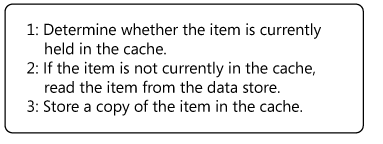 1: Determine whether the item is currently
held in the cache.
2: If the item is not currently in the cache,
read the item from the data store.
3: Store a copy of the item in the cache.